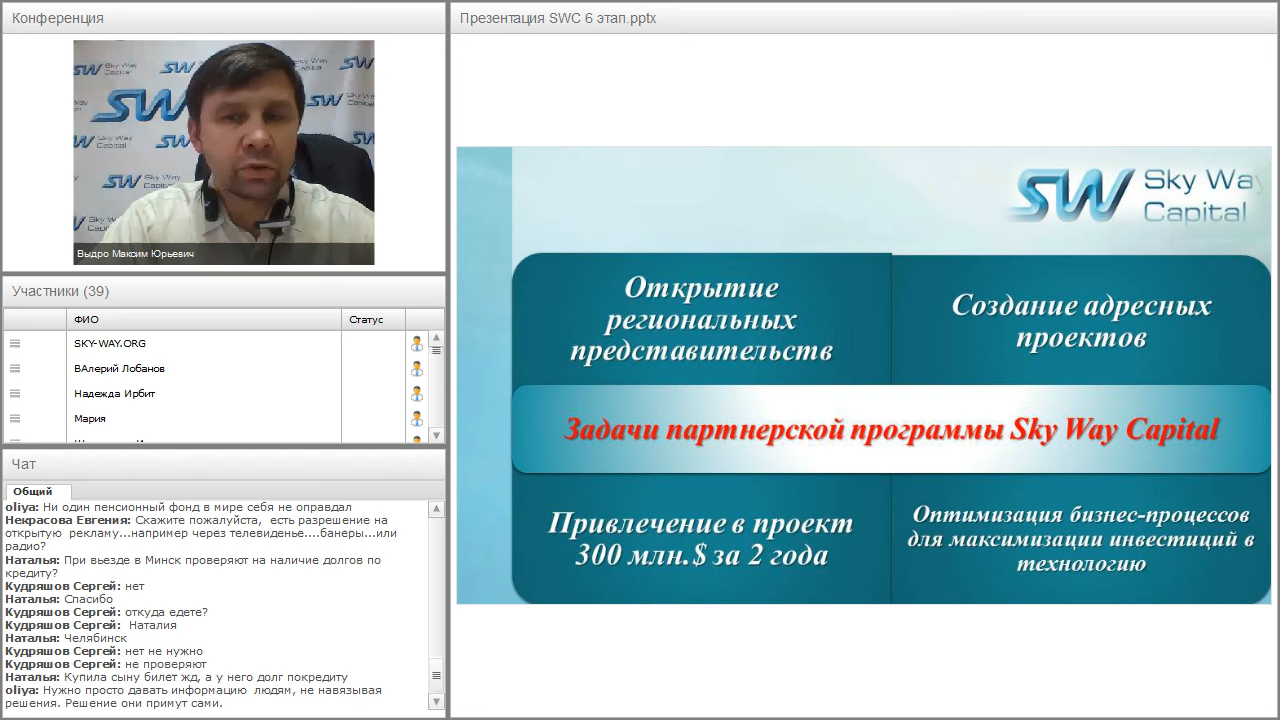 Конференция
SW Sky Way Capital
Выдро Максим Юрьевич
Участники (39)
ФИО Статус
SKY-WAY.ORG
ВАлерий Лобанов
Надежда Ирбит
Мария
Чат
Общий
oliya: Ни один пенсионный фонд в мире себя не оправдал
Некрасова Евгения: Скажите пожалуйста, есть разрешение на
открытую рекламу...например через телевиденье....банеры...или
радио?
Наталья: При вьезде в Минск проверяют на наличие долгов по
кредиту?
Кудряшов Сергей: нет
Наталья: Спасибо
Кудряшов Сергей: откуда едете?
Кудряшов Сергей: Наталия
Наталья: Челябинск
Кудряшов Сергей: нет не нужно
Кудряшов Сергей: не проверяют
Наталья: Купила сыну билет жд, а у него долг покредиту
oliya: Нужно просто давать информацию людям, не навязывая
решения. Решение они примут сами.
Презентация SWC 6 этап.pptx
SW Sky Way
Capital
Открытие
региональных
представительств
Создание адресных
проектов
Задачи партнерской программы Sky Way Capital
Привлечение в проект
300 млн.$ за 2 года
Оптимизация бизнес-процессов
для максимизации инвестиций в
технологию